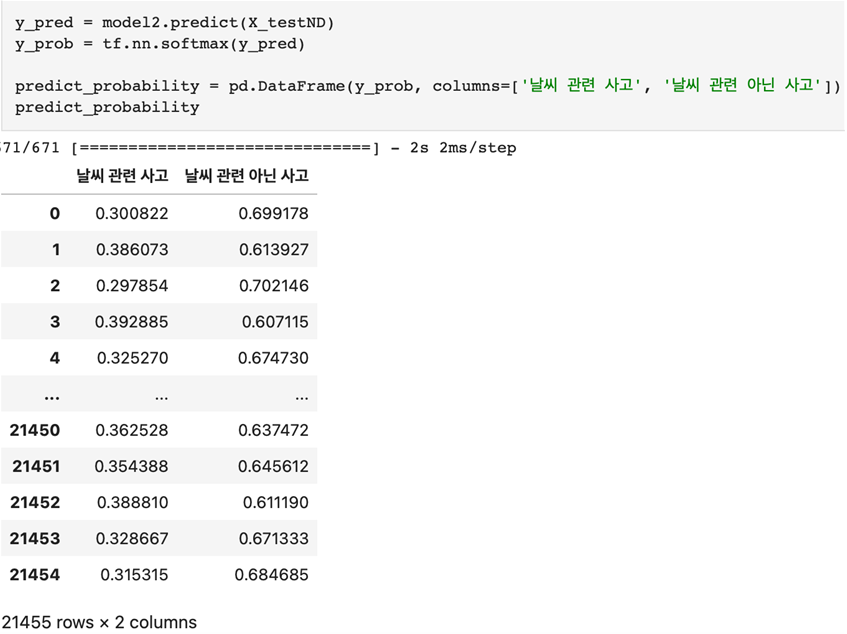 y_pred = model2.predict(X_testND)
y_prob = tf.nn.softmax(y_pred)
predict_probability = pd.DataFrame(y_prob, columns=['날씨 관련 사고', '날씨 관련 아닌 사고'])
predict_probability
571/671 [==============================] - 2s 2ms/step
날씨 관련 사고 날씨 관련 아닌 사고
0 0.300822 0.699178
1 0.386073 0.613927
2 0.297854 0.702146
3 0.392885 0.607115
4 0.325270 0.674730
... ... ...
21450 0.362528 0.637472
21451 0.354388 0.645612
21452 0.388810 0.611190
21453 0.328667 0.671333
21454 0.315315 0.684685
21455 rows × 2 columns